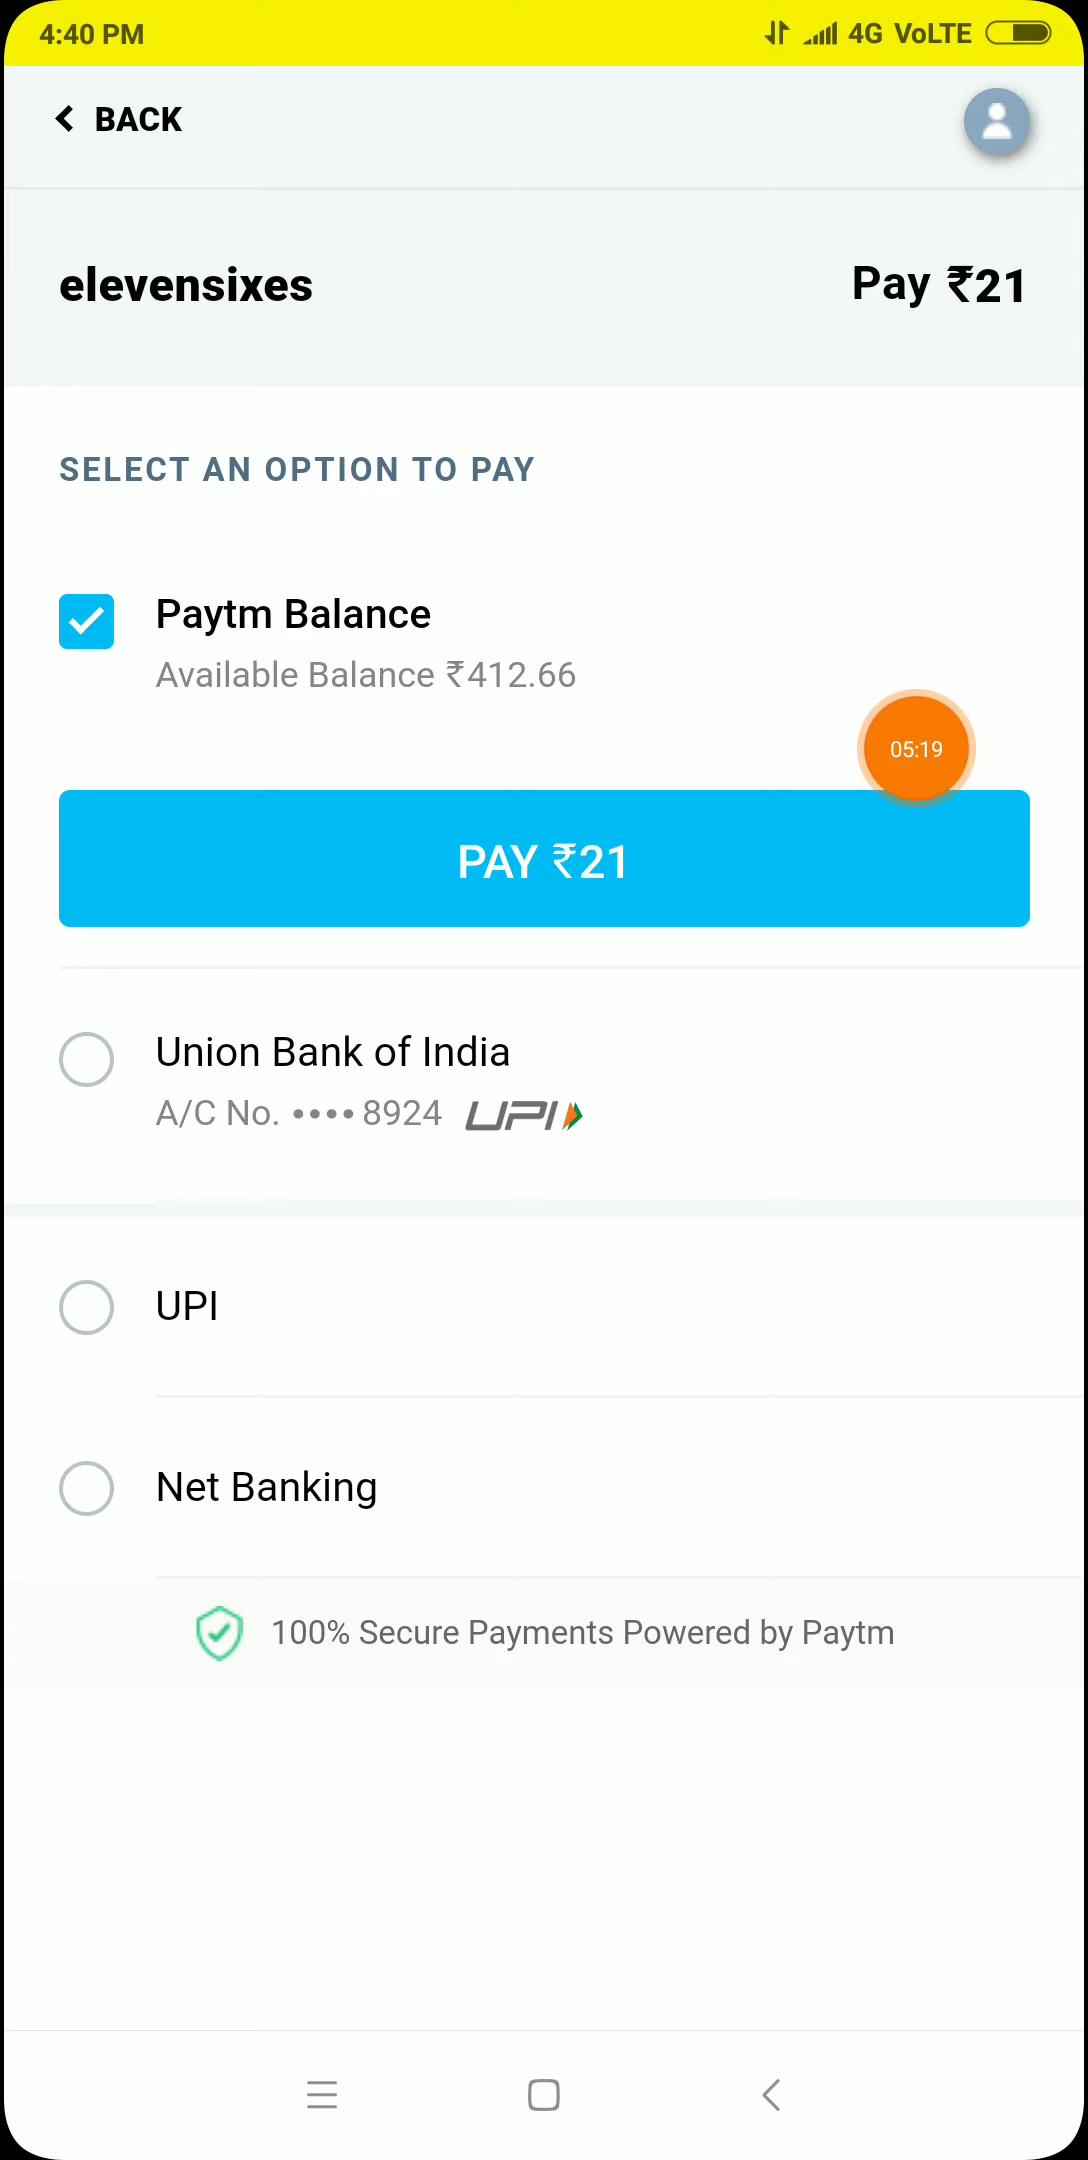 4:40 PM 4G VoLTE
BACK
elevensixes Pay ₹21
SELECT AN OPTION TO PAY
Paytm Balance
Available Balance ₹412.66
05:19
PAY ₹21
Union Bank of India
A/C No. •••• 8924 UPI
UPI
Net Banking
100% Secure Payments Powered by Paytm